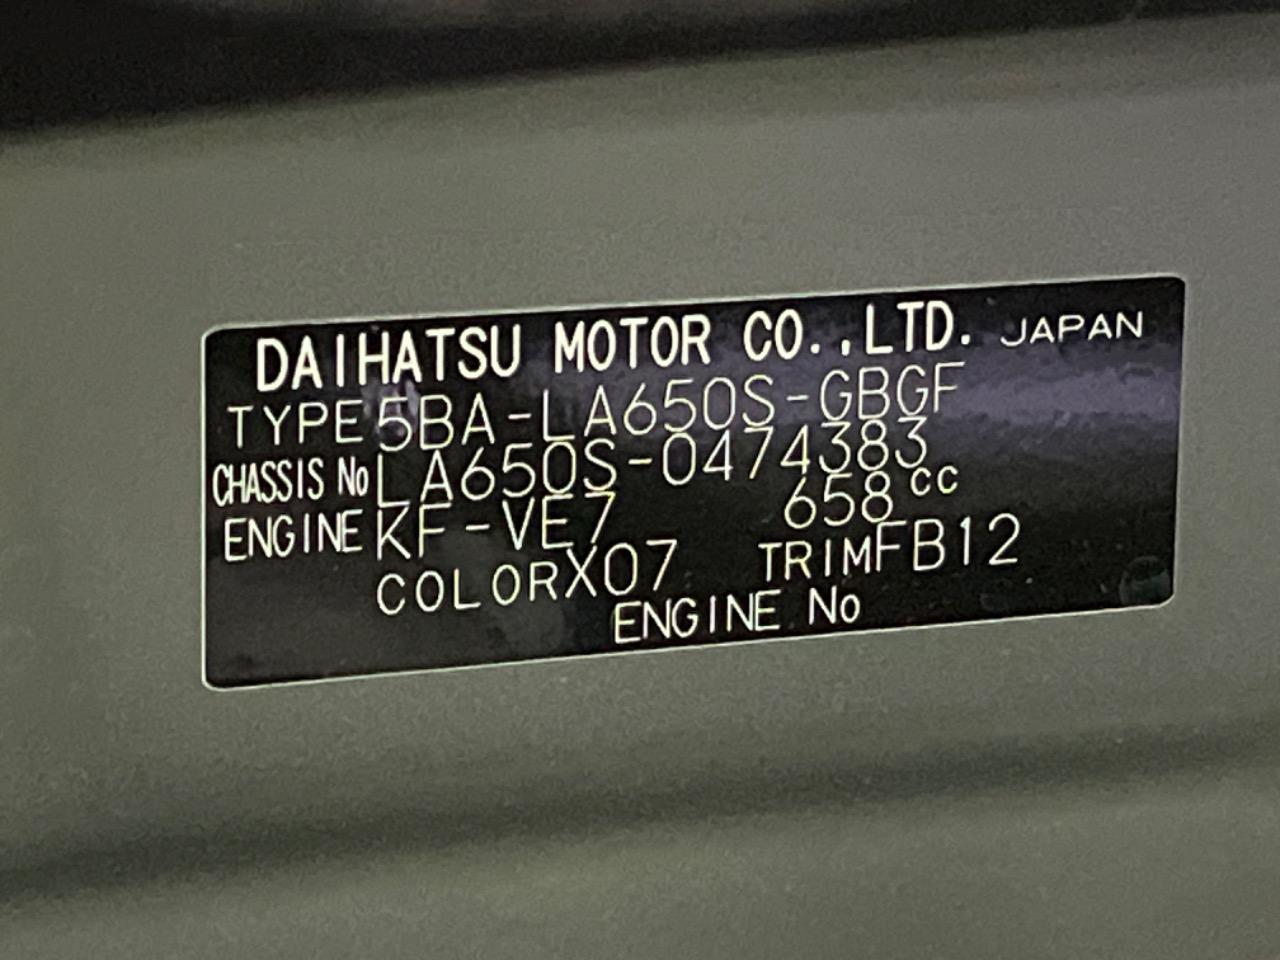 DAIHATSU MOTOR CO.,LTD. JAPAN
TYPE 5BA-LA650S-GBGF
CHASSIS No LA650S-0474383
ENGINE KF-VE7 658 cc
COLOR X07 TRIM FB12
ENGINE No